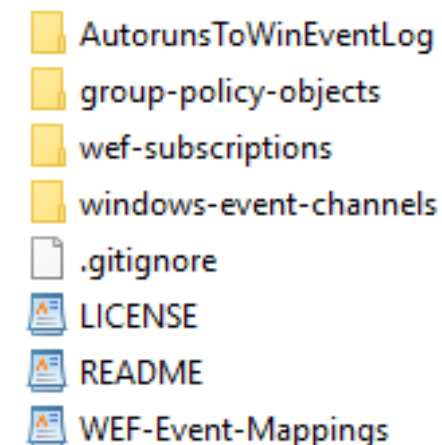 AutorunsToWinEventLog
group-policy-objects
wef-subscriptions
windows-event-channels
.gitignore
LICENSE
README
WEF-Event-Mappings